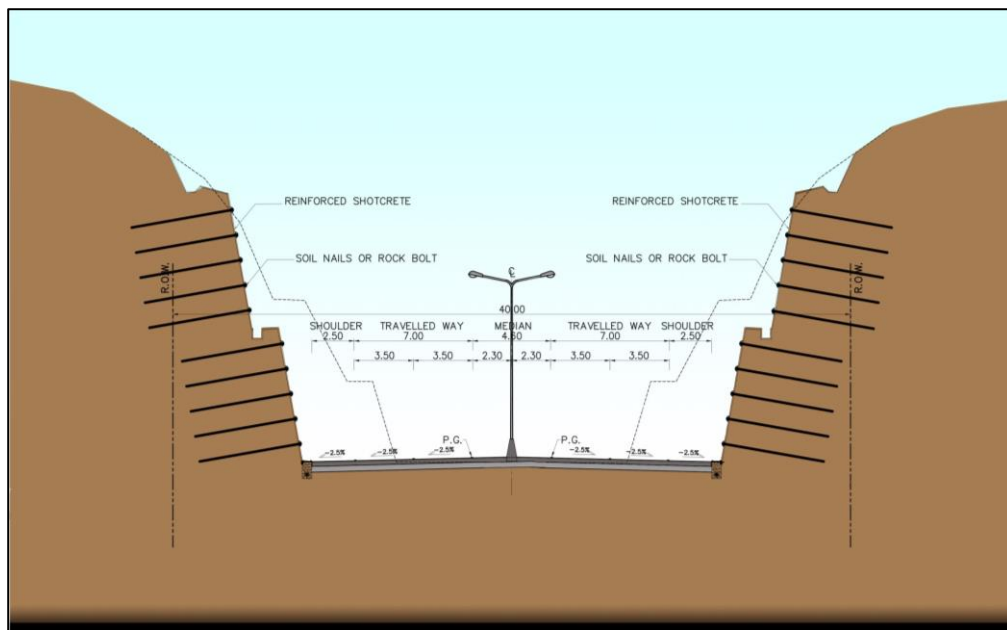 REINFORCED SHOTCRETE
REINFORCED SHOTCRETE
SOIL NAILS OR ROCK BOLT
SOIL NAILS OR ROCK BOLT
R.O.W.
℄
R.O.W.
40.00
SHOULDER TRAVELLED WAY MEDIAN TRAVELLED WAY SHOULDER
2.50 7.00 4.60 7.00 2.50
3.50 3.50 2.30 2.30 3.50 3.50
P.G. P.G.
-2.5% -2.5% -2.5% -2.5% -2.5% -2.5%